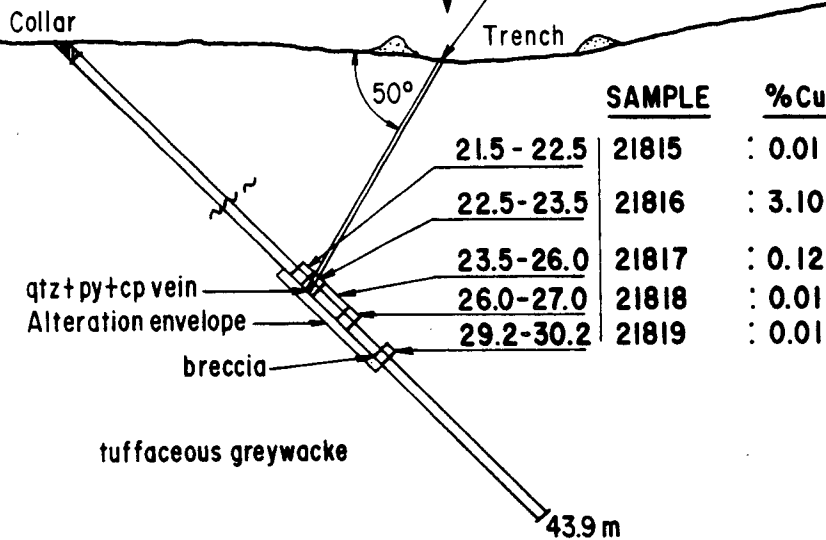 Collar
Trench
50°
SAMPLE %Cu
21.5-22.5 21815 : 0.01
22.5-23.5 21816 : 3.10
23.5-26.0 21817 : 0.12
26.0-27.0 21818 : 0.01
29.2-30.2 21819 : 0.01
qtz+py+cp vein
Alteration envelope
breccia
tuffaceous greywacke
43.9 m